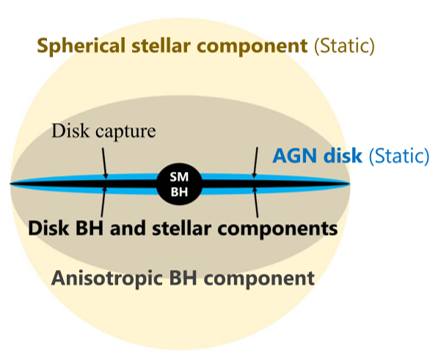 Spherical stellar component (Static)
Disk capture
AGN disk (Static)
SM
BH
Disk BH and stellar components
Anisotropic BH component